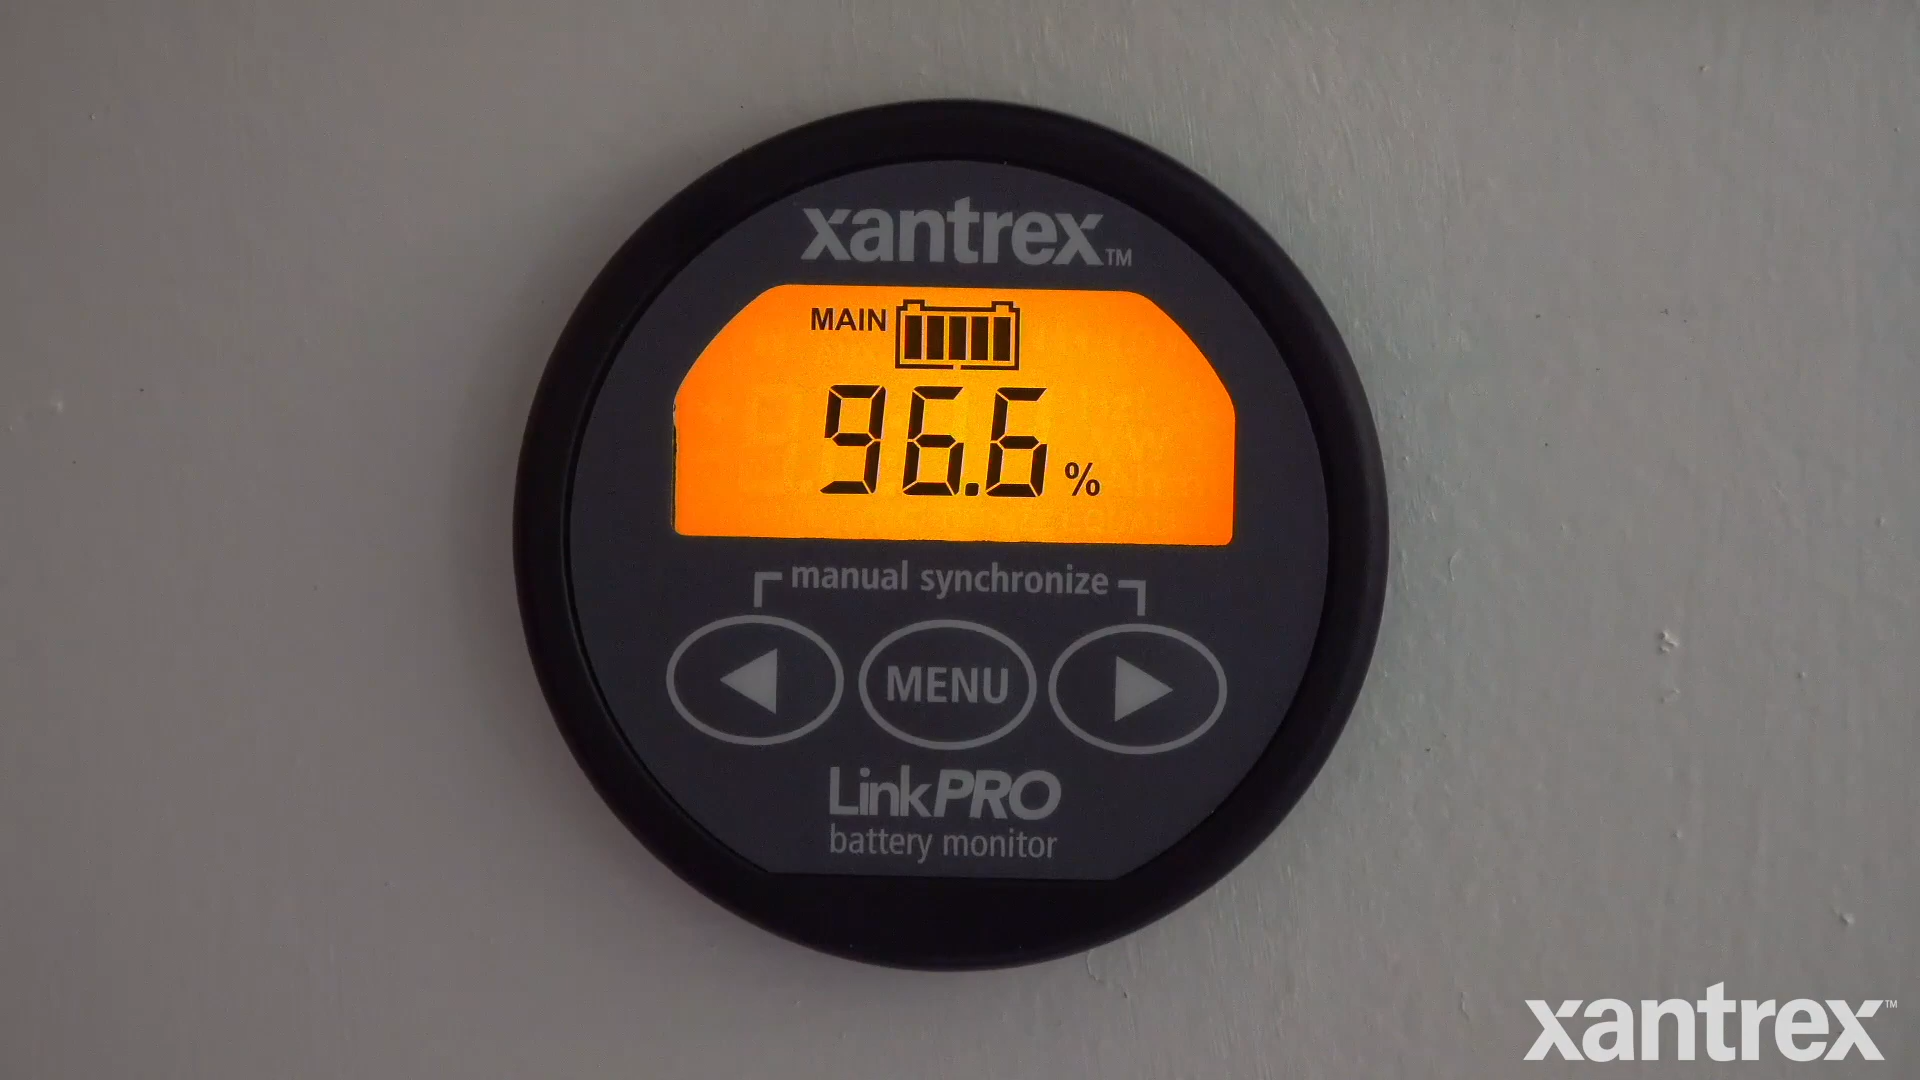 xantrex™
MAIN
96.6 %
manual synchronize
MENU
LinkPRO
battery monitor
xantrex™